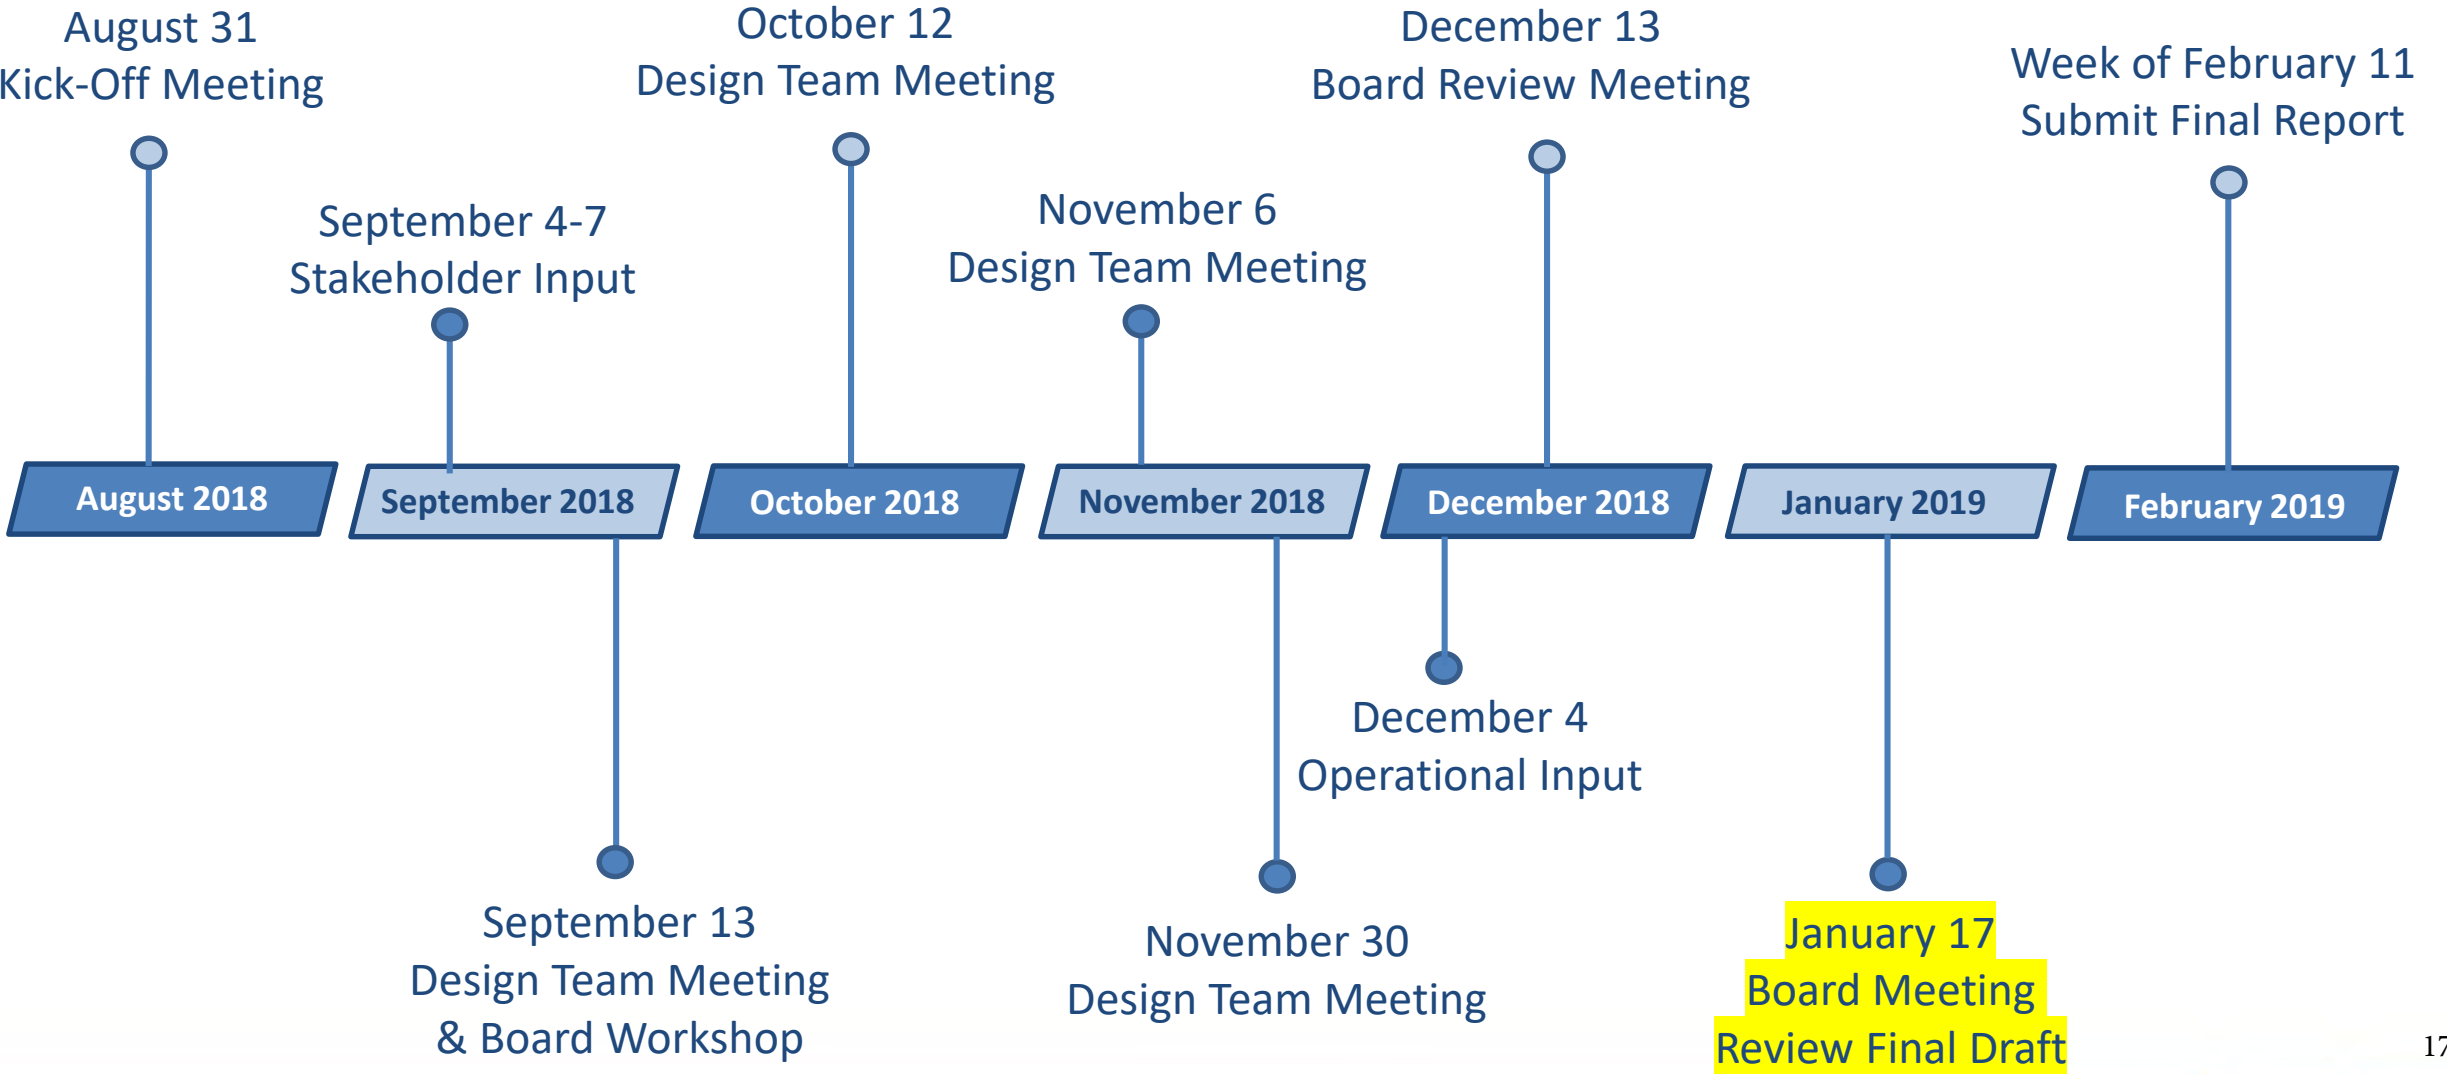 August 31
Kick-Off Meeting
October 12
Design Team Meeting
December 13
Board Review Meeting
Week of February 11
Submit Final Report
September 4-7
Stakeholder Input
November 6
Design Team Meeting
August 2018
September 2018
October 2018
November 2018
December 2018
January 2019
February 2019
December 4
Operational Input
September 13
Design Team Meeting
& Board Workshop
November 30
Design Team Meeting
January 17
Board Meeting
Review Final Draft
17